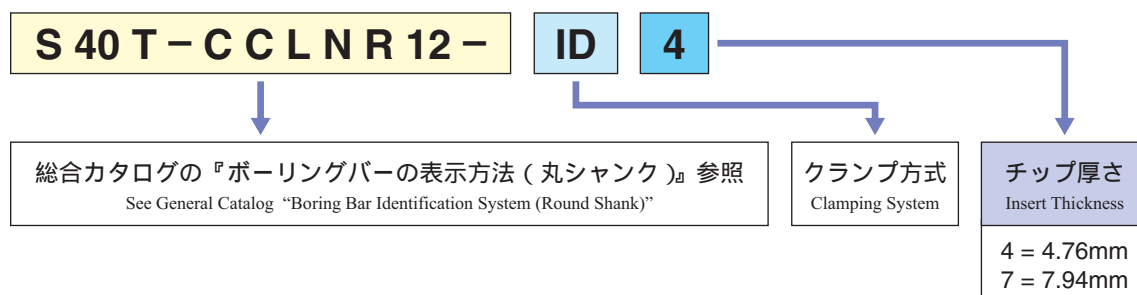 S 40 T - C C L N R 12 - ID 4
総合カタログの『ボーリングバーの表示方法(丸シャンク)』参照
See General Catalog “Boring Bar Identification System (Round Shank)”
クランプ方式
Clamping System
チップ厚さ
Insert Thickness
4 = 4.76mm
7 = 7.94mm